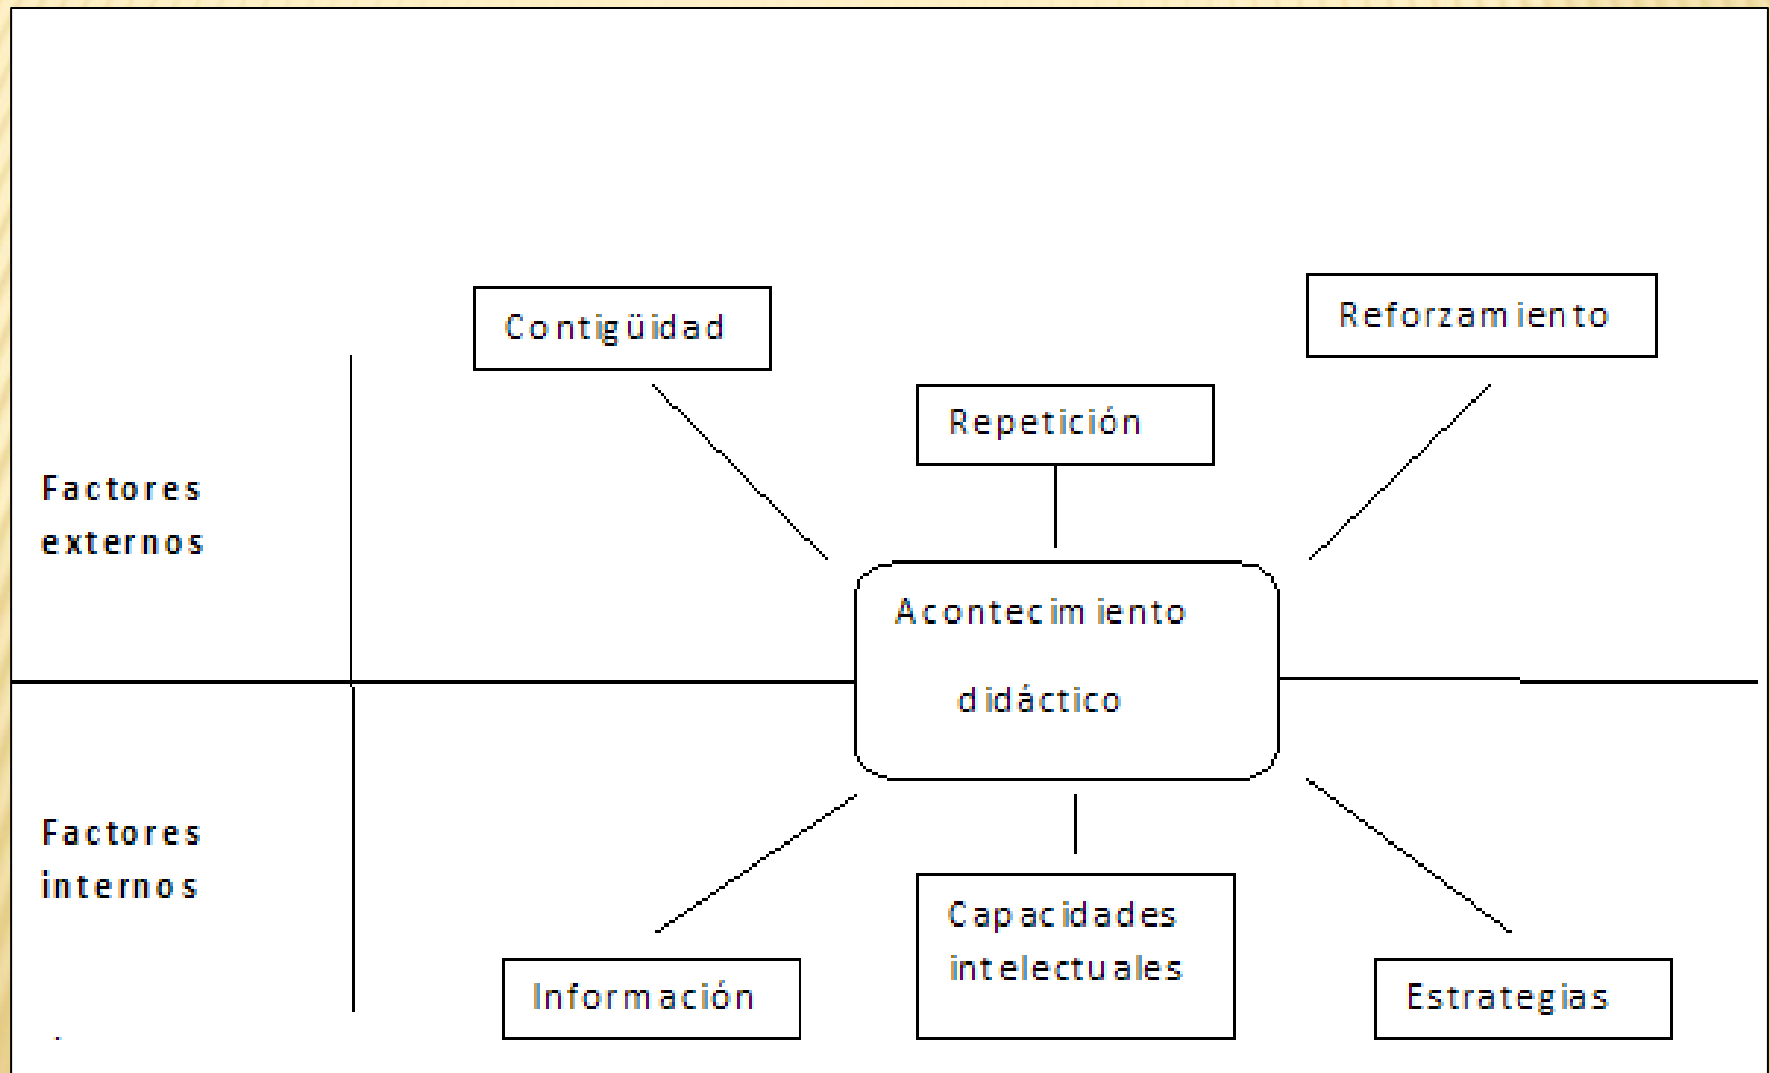 Contigüidad
Reforzamiento
Repetición
Factores
externos
Acontecimiento
didáctico
Factores
internos
Capacidades
intelectuales
Información
Estrategias